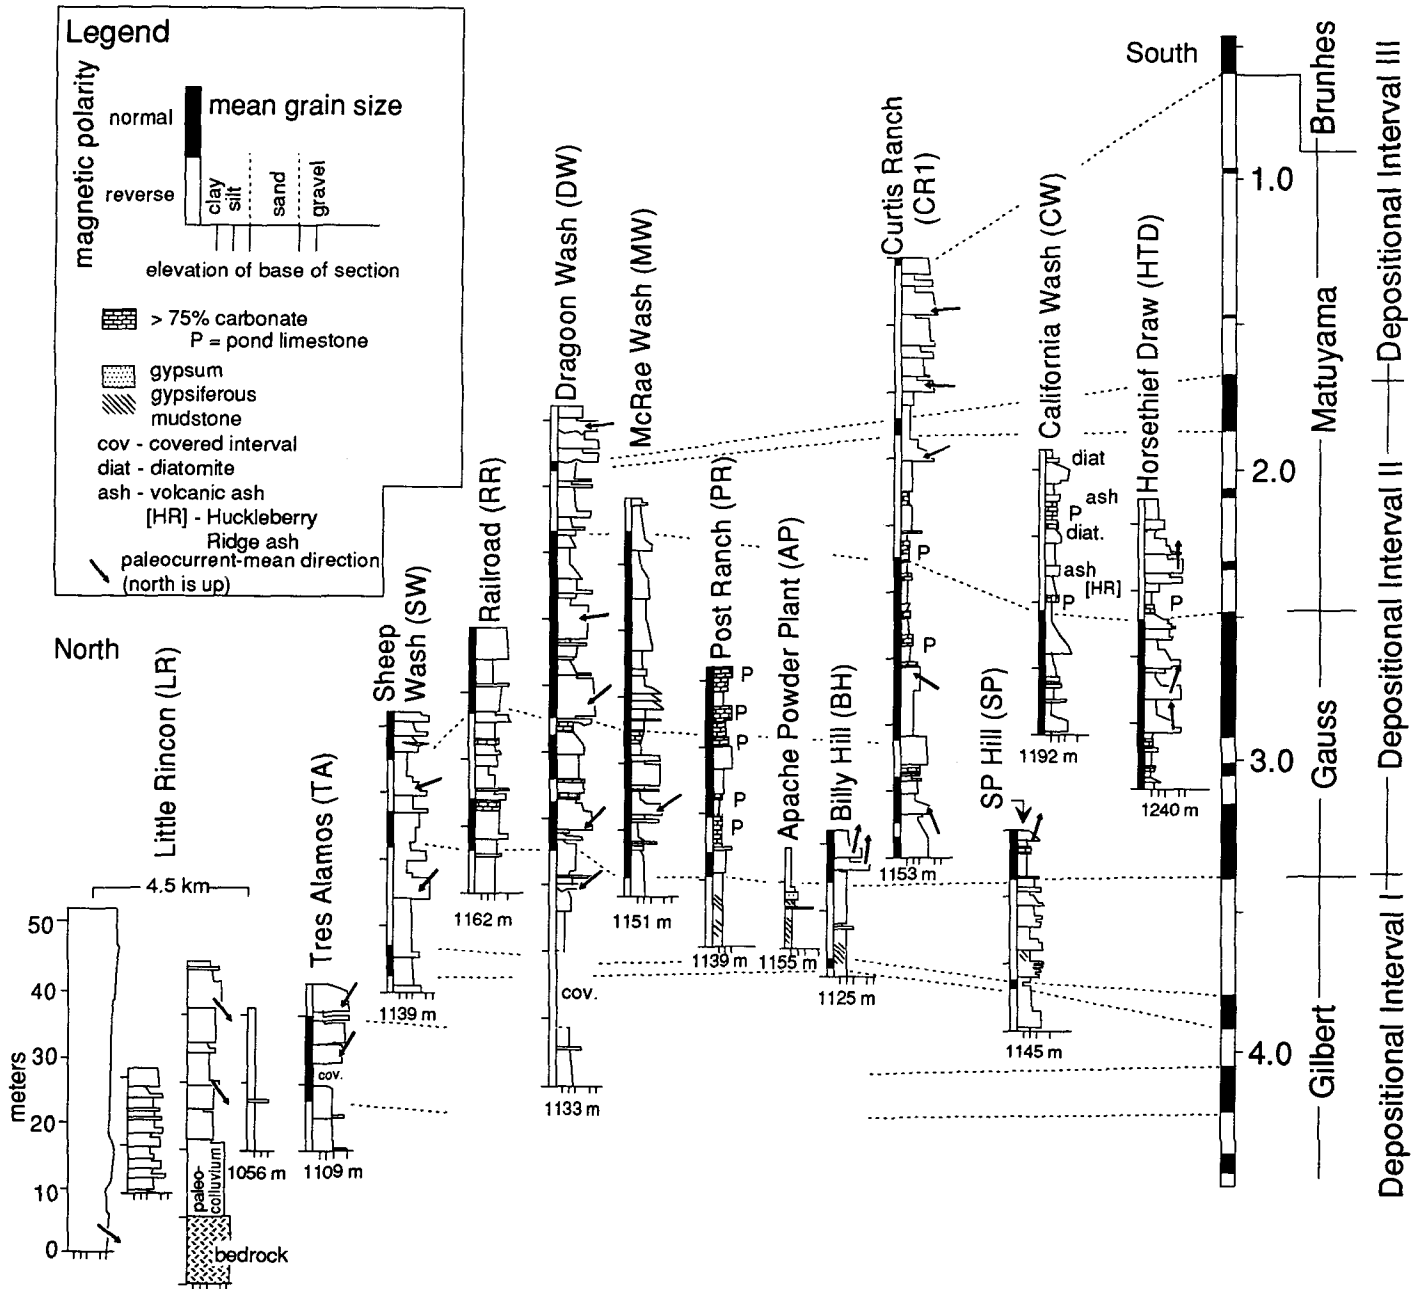 Legend
magnetic polarity
normal
reverse
mean grain size
clay
silt
sand
gravel
elevation of base of section
> 75% carbonate
P = pond limestone
gypsum
gypsiferous
mudstone
cov - covered interval
diat - diatomite
ash - volcanic ash
[HR] - Huckleberry
Ridge ash
paleocurrent-mean direction
(north is up)
North
South
Little Rincon (LR)
4.5 km
meters
50
40
30
20
10
0
paleo-
colluvium
bedrock
1056 m
Tres Alamos (TA)
cov.
1109 m
Sheep
Wash (SW)
1139 m
Railroad (RR)
1162 m
Dragoon Wash (DW)
cov.
1133 m
McRae Wash (MW)
1151 m
Post Ranch (PR)
P
P
P
P
P
1139 m
Apache Powder Plant (AP)
1155 m
Billy Hill (BH)
1125 m
Curtis Ranch
(CR1)
P
P
1153 m
SP Hill (SP)
1145 m
California Wash (CW)
diat
ash
P
diat.
ash
[HR]
P
1192 m
Horsethief Draw (HTD)
P
1240 m
1.0
2.0
3.0
4.0
Brunhes
Matuyama
Gauss
Gilbert
Depositional Interval III
Depositional Interval II
Depositional Interval I